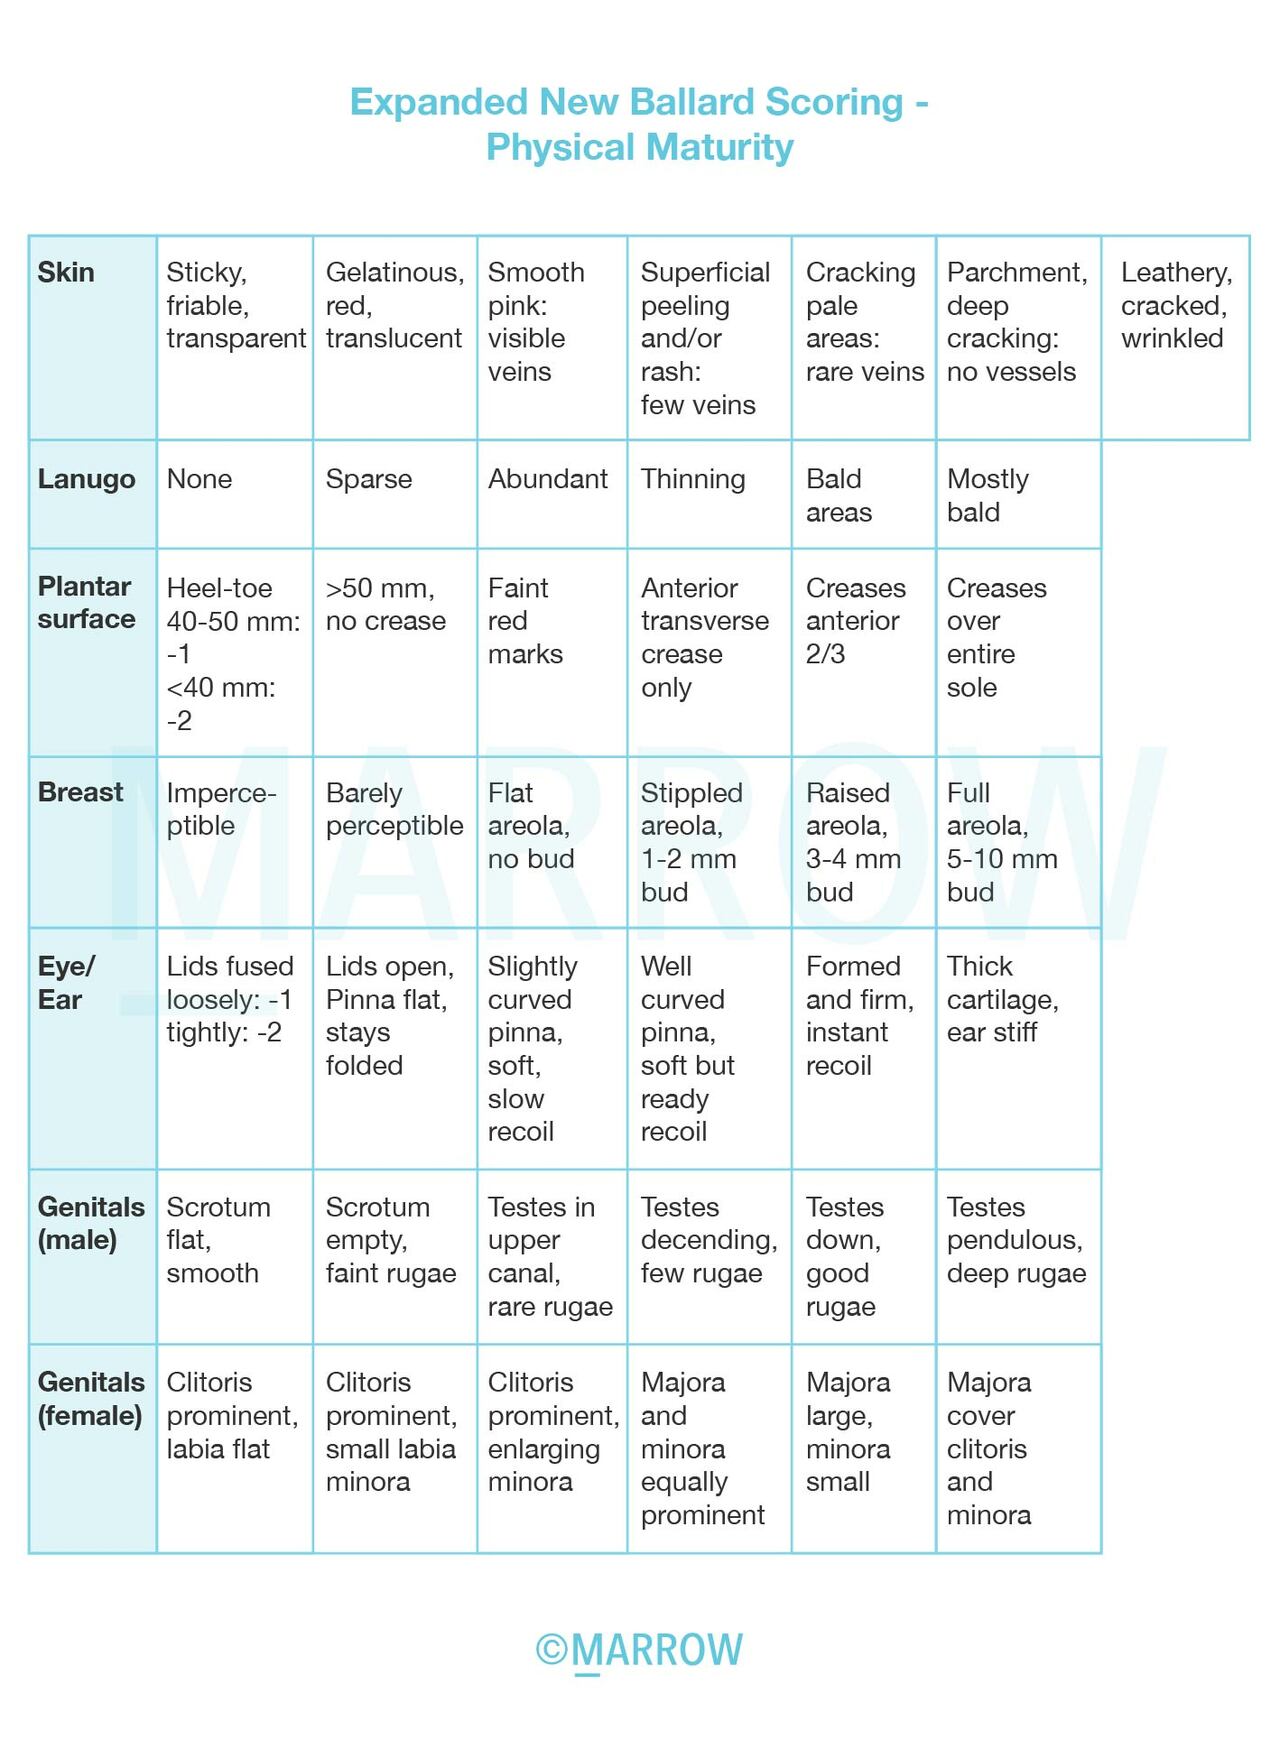 Expanded New Ballard Scoring -
Physical Maturity
Skin
Sticky,
friable,
transparent
Gelatinous,
red,
translucent
Smooth
pink:
visible
veins
Superficial
peeling
and/or
rash:
few veins
Cracking
pale
areas:
rare veins
Parchment,
deep
cracking:
no vessels
Leathery,
cracked,
wrinkled
Lanugo
None
Sparse
Abundant
Thinning
Bald
areas
Mostly
bald
Plantar
surface
Heel-toe
40-50 mm:
-1
<40 mm:
-2
>50 mm,
no crease
Faint
red
marks
Anterior
transverse
crease
only
Creases
anterior
2/3
Creases
over
entire
sole
Breast
Imperce-
ptible
Barely
perceptible
Flat
areola,
no bud
Stippled
areola,
1-2 mm
bud
Raised
areola,
3-4 mm
bud
Full
areola,
5-10 mm
bud
Eye/
Ear
Lids fused
loosely: -1
tightly: -2
Lids open,
Pinna flat,
stays
folded
Slightly
curved
pinna,
soft,
slow
recoil
Well
curved
pinna,
soft but
ready
recoil
Formed
and firm,
instant
recoil
Thick
cartilage,
ear stiff
Genitals
(male)
Scrotum
flat,
smooth
Scrotum
empty,
faint rugae
Testes in
upper
canal,
rare rugae
Testes
decending,
few rugae
Testes
down,
good
rugae
Testes
pendulous,
deep rugae
Genitals
(female)
Clitoris
prominent,
labia flat
Clitoris
prominent,
small labia
minora
Clitoris
prominent,
enlarging
minora
Majora
and
minora
equally
prominent
Majora
large,
minora
small
Majora
cover
clitoris
and
minora
MARROW
©MARROW